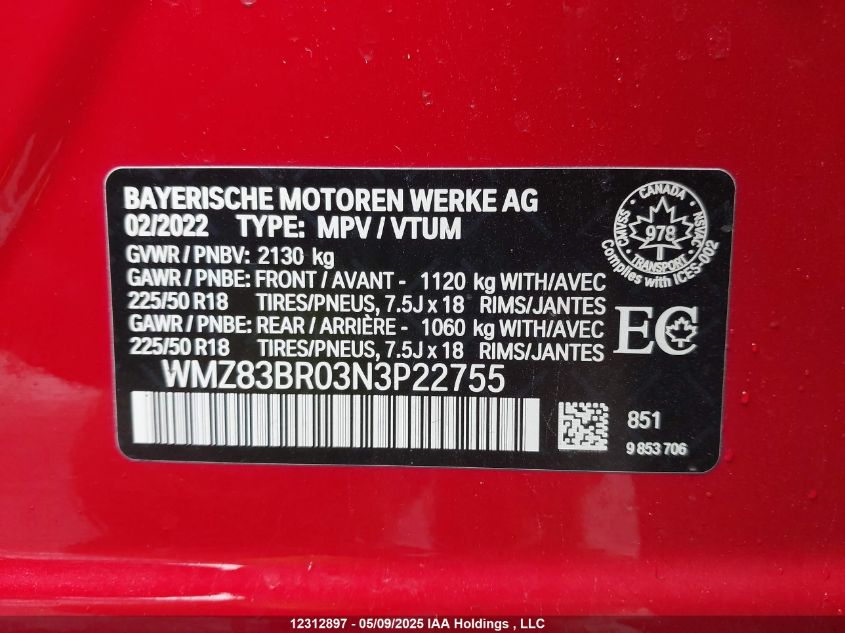 BAYERISCHE MOTOREN WERKE AG
02/2022 TYPE: MPV / VTUM
GVWR / PNBV: 2130 kg
GAWR / PNBE: FRONT / AVANT - 1120 kg WITH/AVEC
225/50 R18 TIRES/PNEUS, 7.5J x 18 RIMS/JANTES
GAWR / PNBE: REAR / ARRIÈRE - 1060 kg WITH/AVEC
225/50 R18 TIRES/PNEUS, 7.5J x 18 RIMS/JANTES
WMZ83BR03N3P22755
CANADA
CMVSS
NSVAC
978
TRANSPORT
Complies with ICES-002
EC
851
9 853 706
12312897 - 05/09/2025 IAA Holdings , LLC